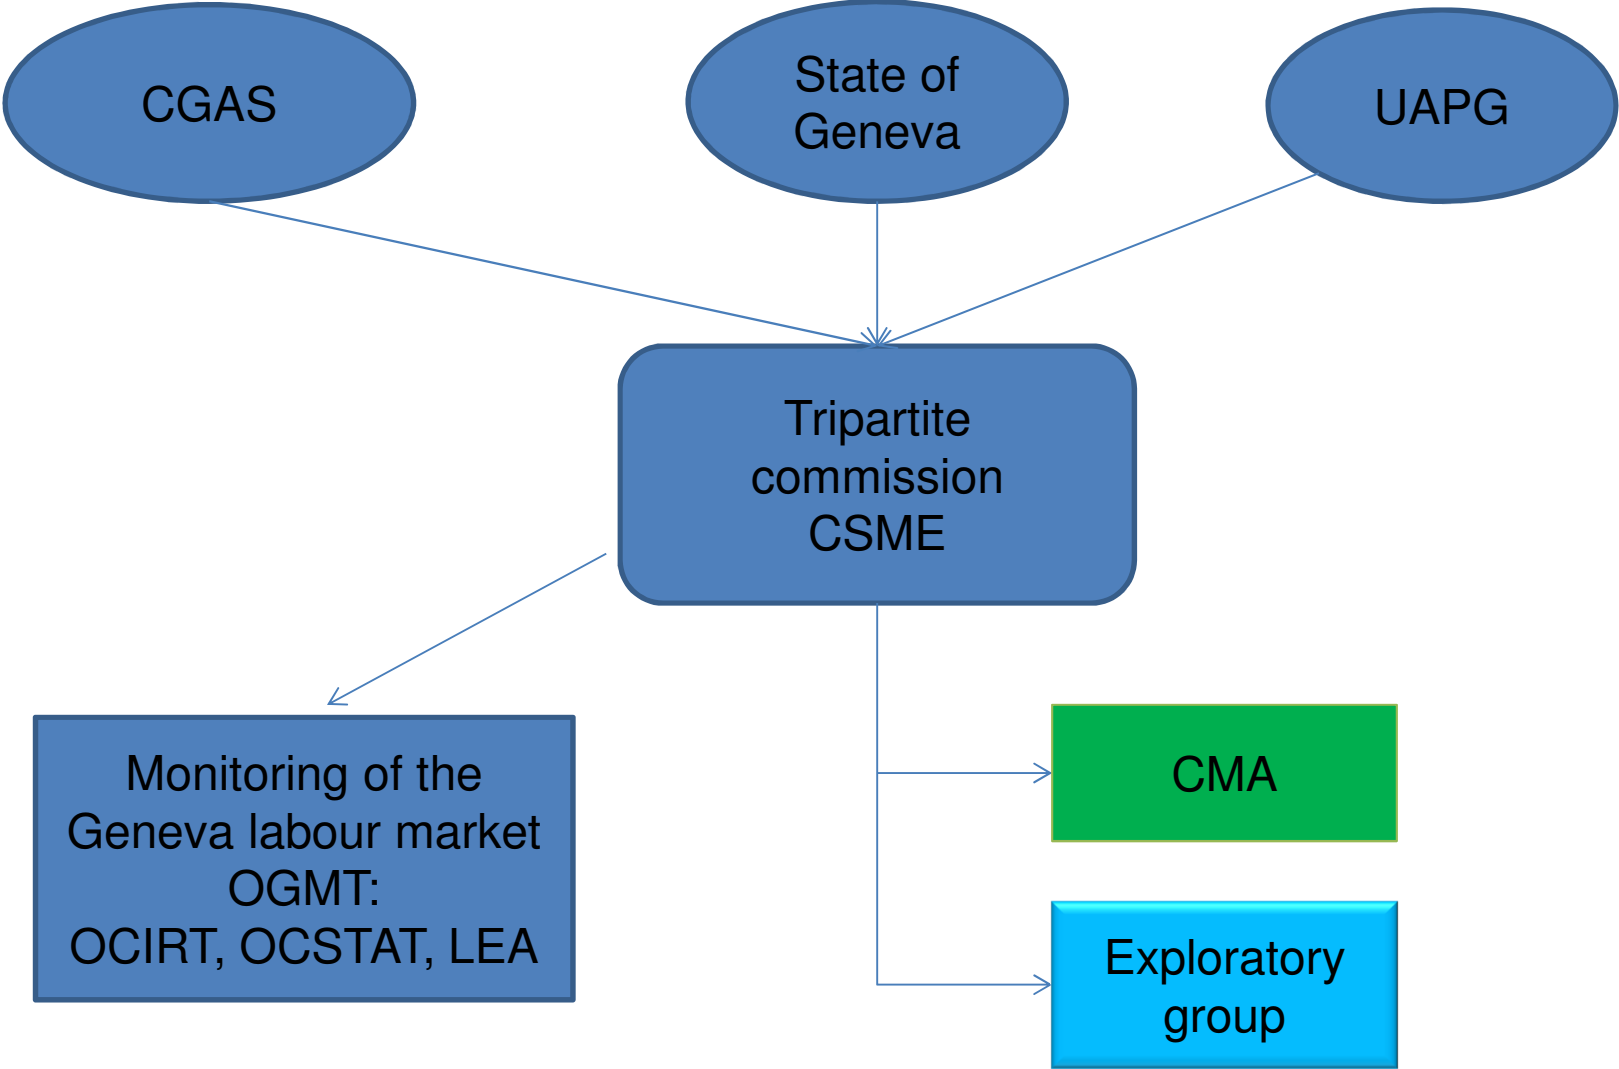 CGAS
State of
Geneva
UAPG
Tripartite
commission
CSME
Monitoring of the
Geneva labour market
OGMT:
OCIRT, OCSTAT, LEA
CMA
Exploratory
group